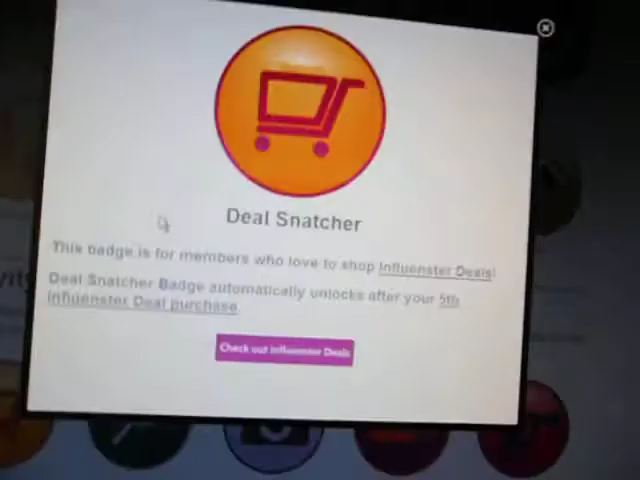 Deal Snatcher
This badge is for members who love to shop Influenster Deals!
Deal Snatcher Badge automatically unlocks after your 5th
Influenster Deal purchase.
Check out Influenster Deals